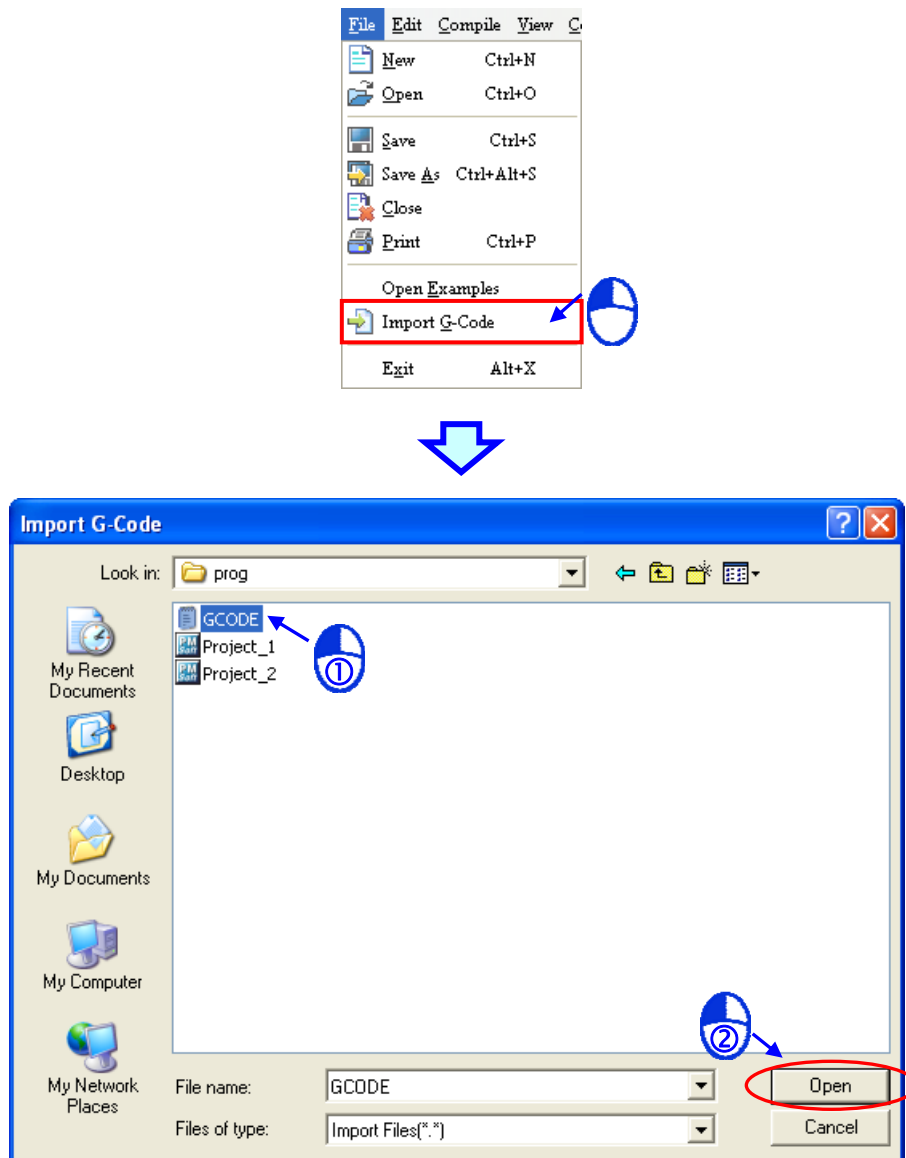 File Edit Compile View
New Ctrl+N
Open Ctrl+O
Save Ctrl+S
Save As Ctrl+Alt+S
Close
Print Ctrl+P
Open Examples
Import G-Code
Exit Alt+X
Import G-Code
Look in: prog
GCODE
Project_1
Project_2
①
My Recent
Documents
Desktop
My Documents
My Computer
②
My Network
Places
File name: GCODE Open
Files of type: Import Files(*.*) Cancel